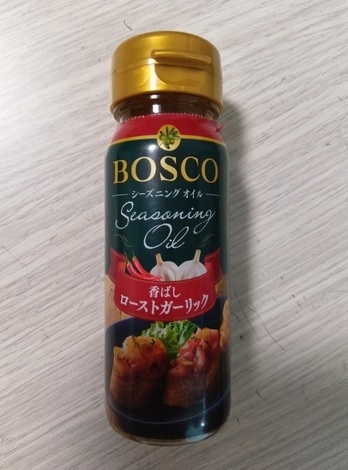 BOSCO
シーズニング オイル
Seasoning
Oil
香ばし
ローストガーリック